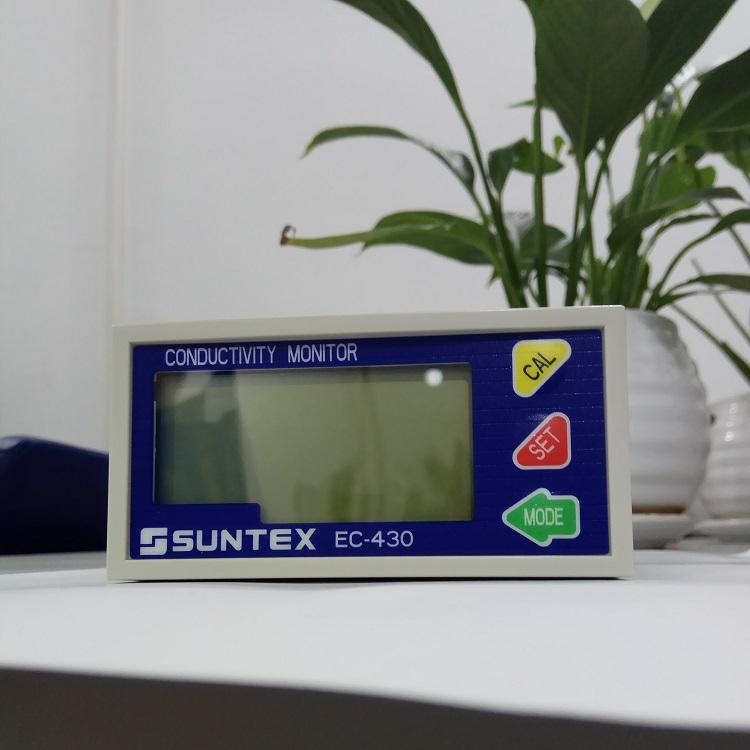 CONDUCTIVITY MONITOR
CAL
SET
MODE
SUNTEX EC-430